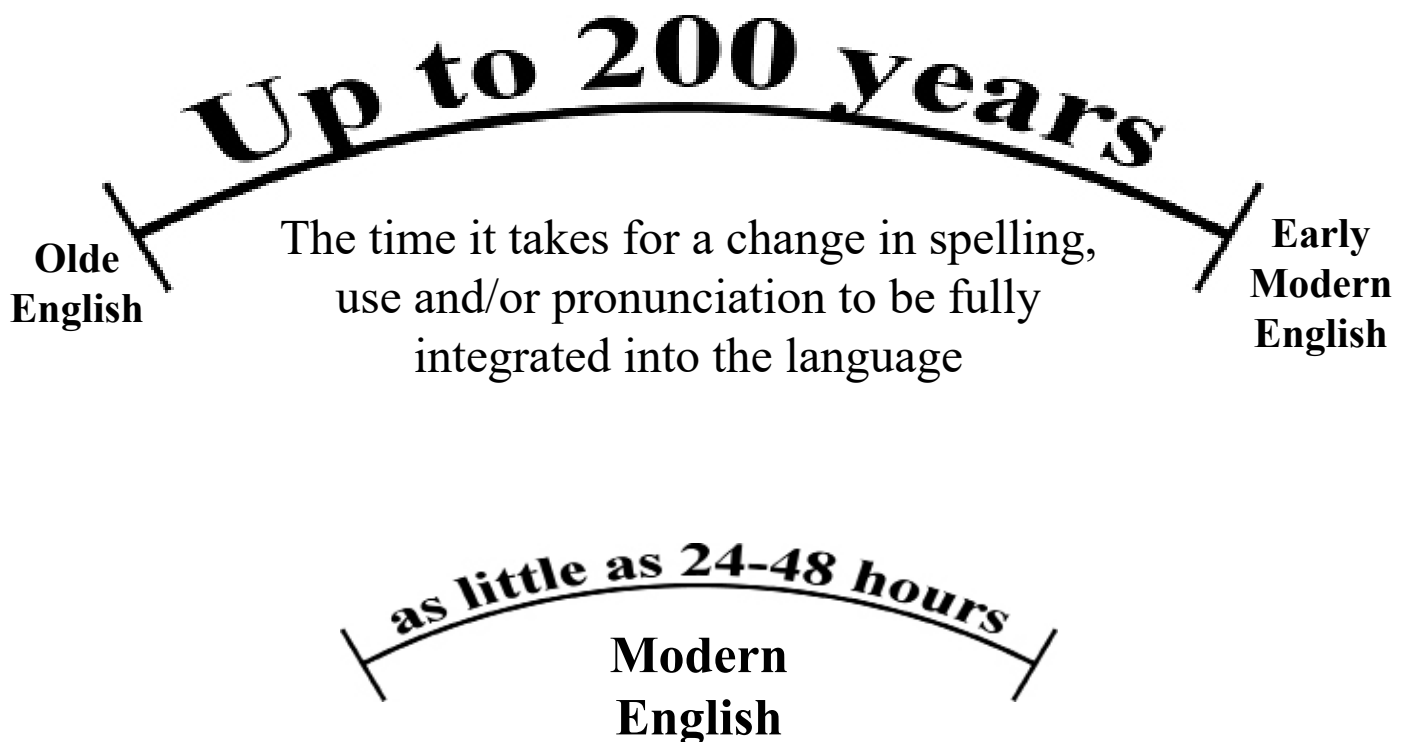 Up to 200 years
Olde
English
The time it takes for a change in spelling,
use and/or pronunciation to be fully
integrated into the language
Early
Modern
English
as little as 24-48 hours
Modern
English